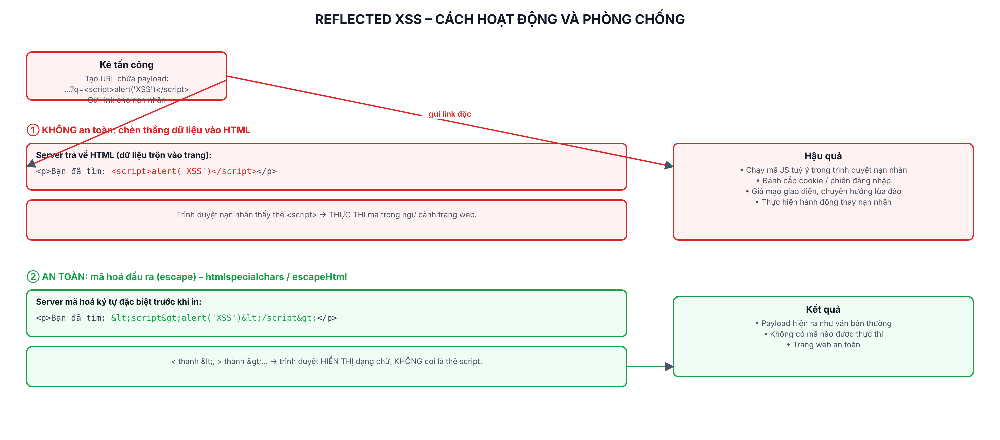 REFLECTED XSS – CÁCH HOẠT ĐỘNG VÀ PHÒNG CHỐNG
Kẻ tấn công
Tạo URL chứa payload:
...?q=<script>alert('XSS')</script>
Gửi link cho nạn nhân
gửi link độc
① KHÔNG an toàn: chèn thẳng dữ liệu vào HTML
Server trả về HTML (dữ liệu trộn vào trang):
<p>Bạn đã tìm: <script>alert('XSS')</script></p>
Trình duyệt nạn nhân thấy thẻ <script> → THỰC THI mã trong ngữ cảnh trang web.
Hậu quả
• Chạy mã JS tuỳ ý trong trình duyệt nạn nhân
• Đánh cắp cookie / phiên đăng nhập
• Giả mạo giao diện, chuyển hướng lừa đảo
• Thực hiện hành động thay nạn nhân
② AN TOÀN: mã hoá đầu ra (escape) – htmlspecialchars / escapeHtml
Server mã hoá ký tự đặc biệt trước khi in:
<p>Bạn đã tìm: &lt;script&gt;alert('XSS')&lt;/script&gt;</p>
< thành &lt;, > thành &gt;... → trình duyệt HIỂN THỊ dạng chữ, KHÔNG coi là thẻ script.
Kết quả
• Payload hiện ra như văn bản thường
• Không có mã nào được thực thi
• Trang web an toàn